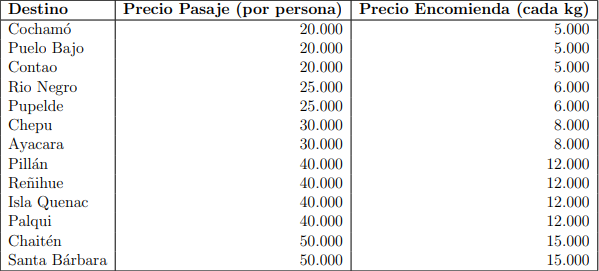 Destino Precio Pasaje (por persona) Precio Encomienda (cada kg)
Cochamó 20.000 5.000
Puelo Bajo 20.000 5.000
Contao 20.000 5.000
Rio Negro 25.000 6.000
Pupelde 25.000 6.000
Chepu 30.000 8.000
Ayacara 30.000 8.000
Pillán 40.000 12.000
Reñihue 40.000 12.000
Isla Quenac 40.000 12.000
Palqui 40.000 12.000
Chaitén 50.000 15.000
Santa Bárbara 50.000 15.000